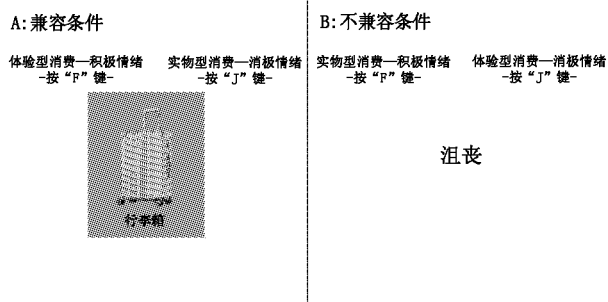 A:兼容条件
体验型消费—积极情绪
-按“F”键-
实物型消费—消极情绪
-按“J”键-
行李箱
B:不兼容条件
实物型消费—积极情绪
-按“F”键-
体验型消费—消极情绪
-按“J”键-
沮丧